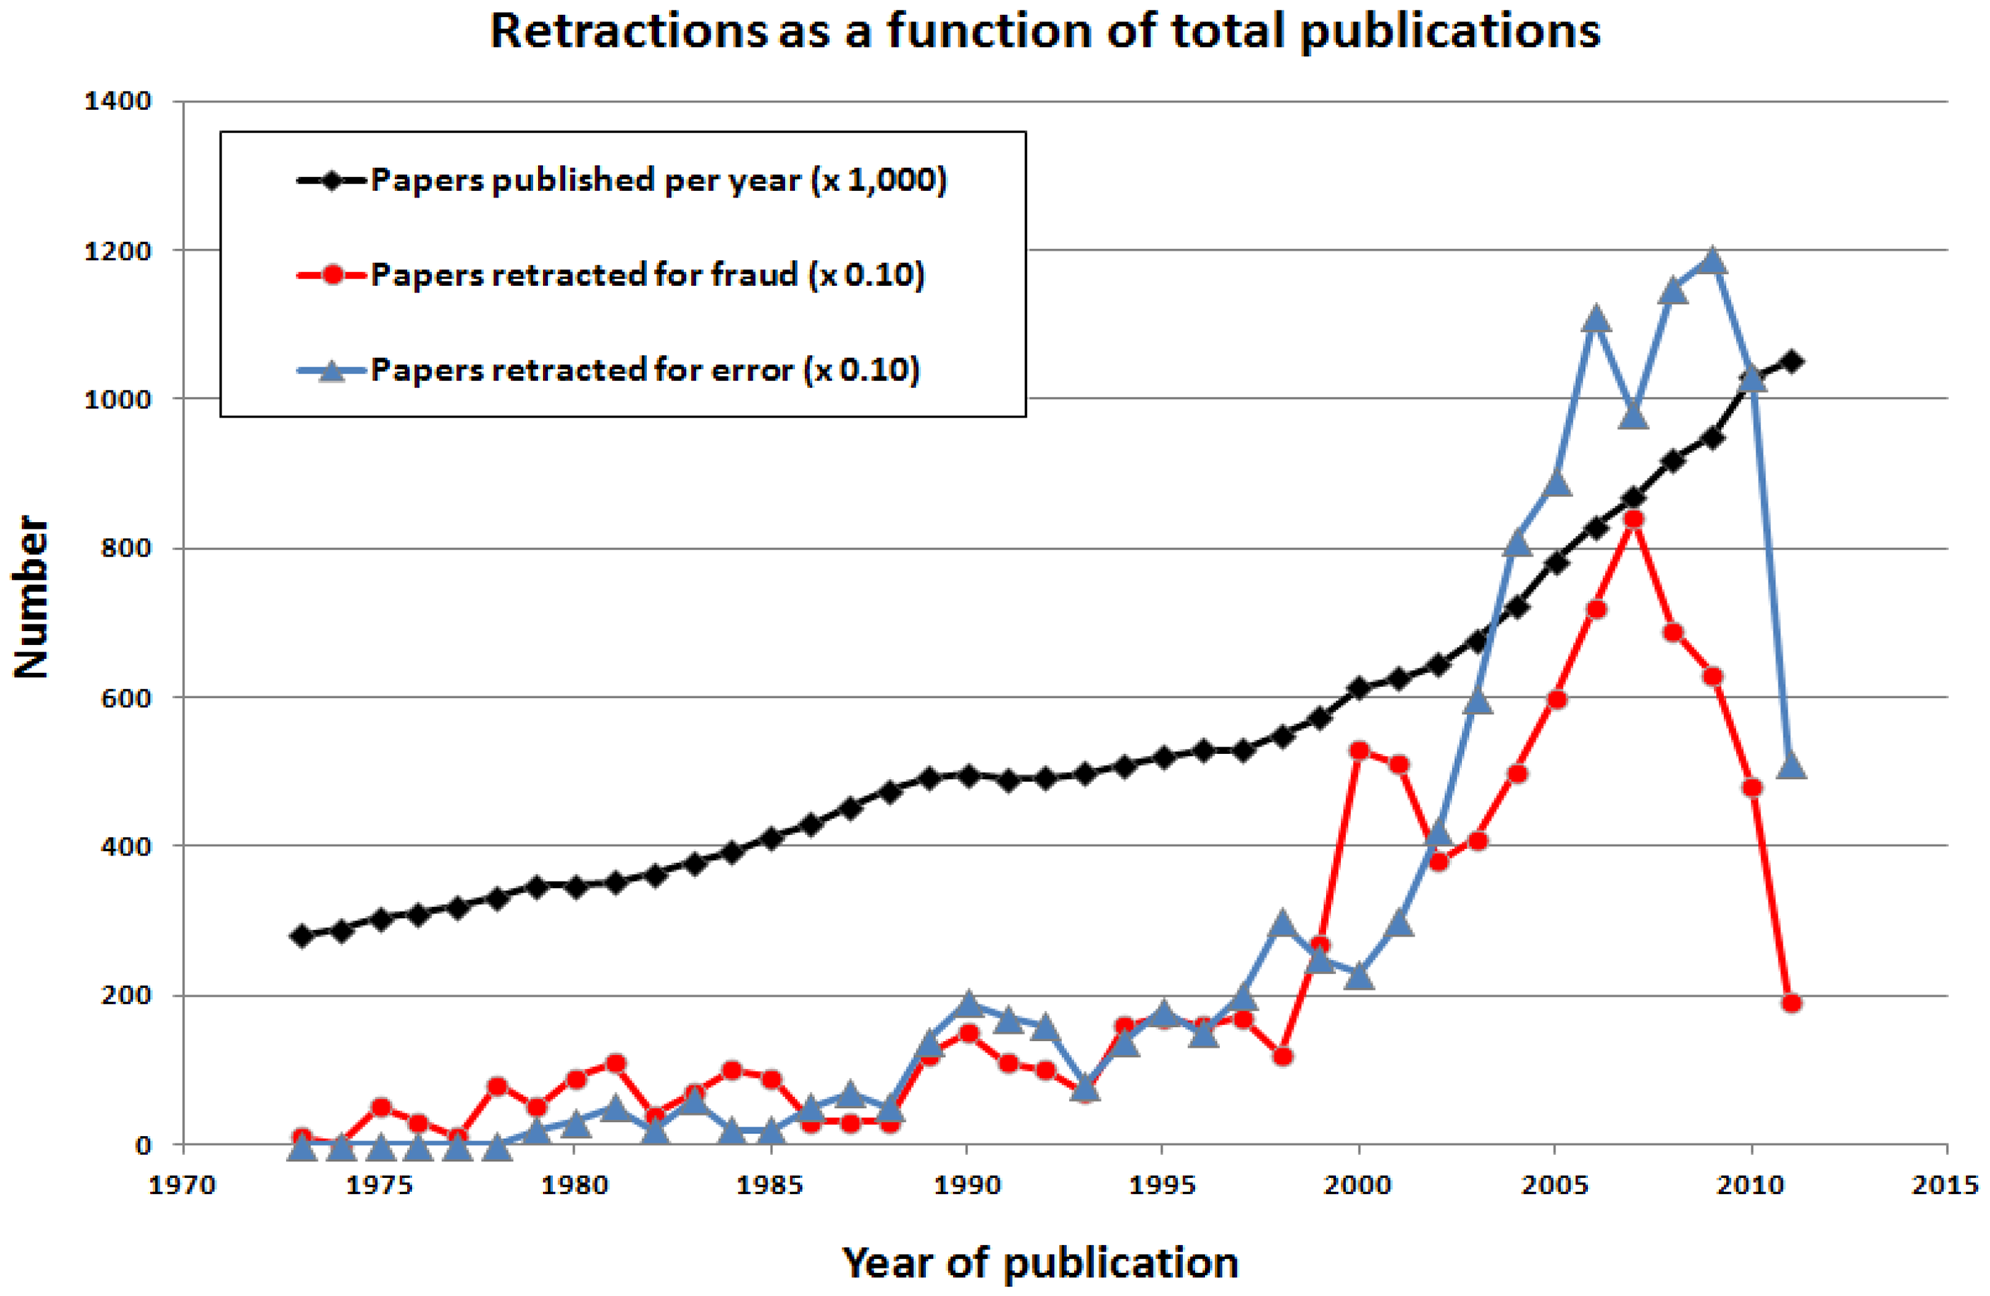 Retractions as a function of total publications
1400
1200
1000
800
600
400
200
0
Number
Papers published per year (x 1,000)
Papers retracted for fraud (x 0.10)
Papers retracted for error (x 0.10)
1970 1975 1980 1985 1990 1995 2000 2005 2010 2015
Year of publication